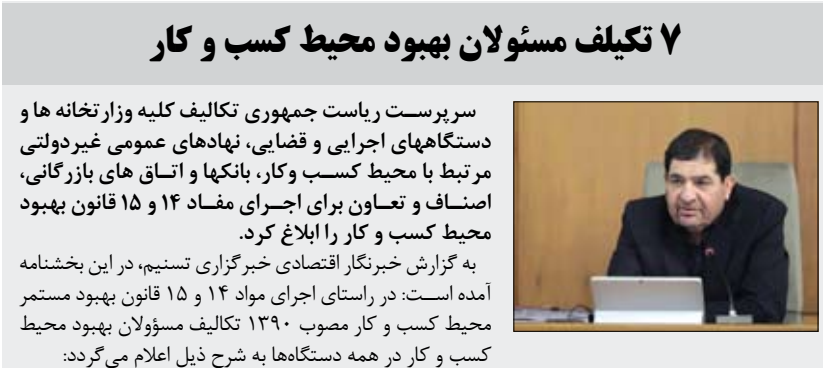 ۷ تکیلف مسئولان بهبود محیط کسب و کار
سرپرست ریاست جمهوری تکالیف کلیه وزارتخانه ها و
دستگاههای اجرایی و قضایی، نهادهای عمومی غیردولتی
مرتبط با محیط کسب وکار، بانکها و اتاق های بازرگانی،
اصناف و تعاون برای اجرای مفاد ۱۴ و ۱۵ قانون بهبود
محیط کسب و کار را ابلاغ کرد.
به گزارش خبرنگار اقتصادی خبرگزاری تسنیم، در این بخشنامه
آمده است: در راستای اجرای مواد ۱۴ و ۱۵ قانون بهبود مستمر
محیط کسب و کار مصوب ۱۳۹۰ تکالیف مسؤولان بهبود محیط
کسب و کار در همه دستگاه‌ها به شرح ذیل اعلام می‌گردد: